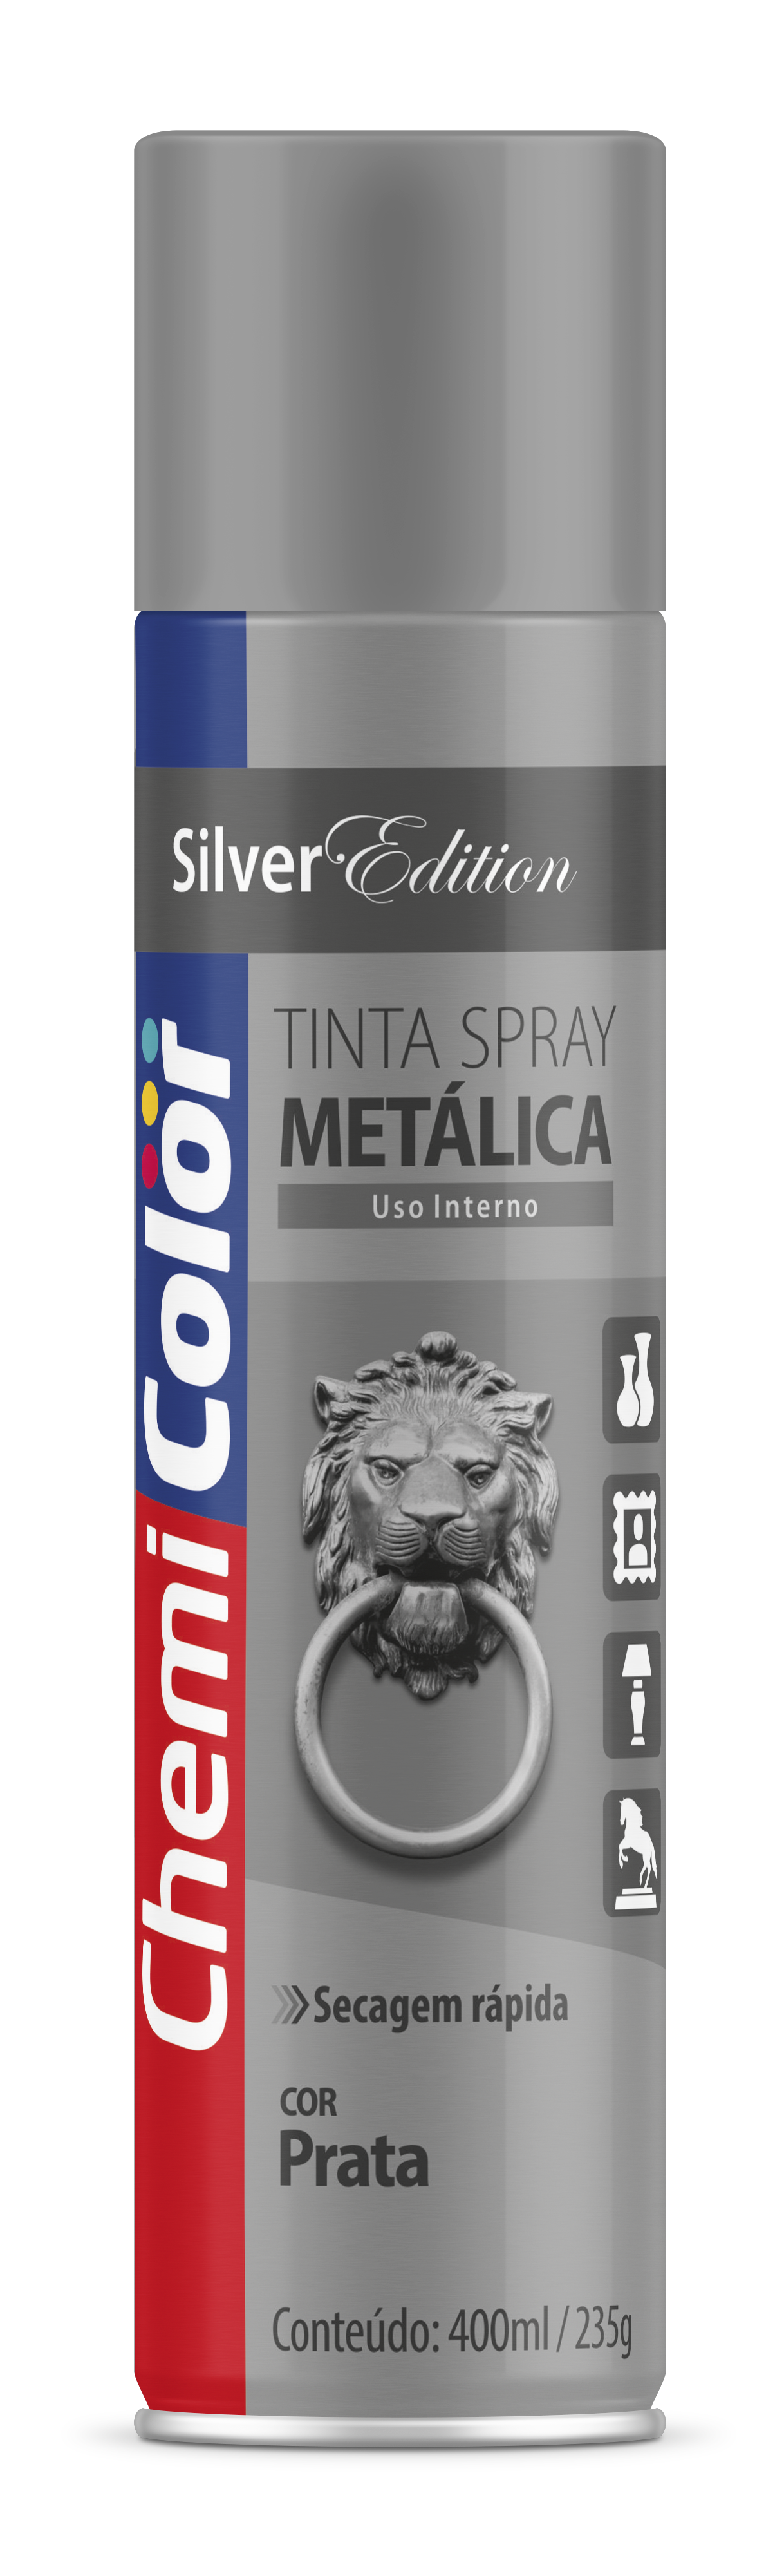 Silver Edition
TINTA SPRAY
METÁLICA
Uso Interno
ChemiColor
Secagem rápida
COR
Prata
Conteúdo: 400ml / 235g